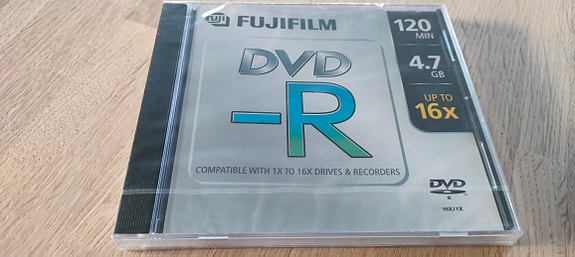 FUJI FUJIFILM
120
MIN
4.7
GB
UP TO
16x
DVD
-R
COMPATIBLE WITH 1X TO 16X DRIVES & RECORDERS
DVD
R
16X/1X